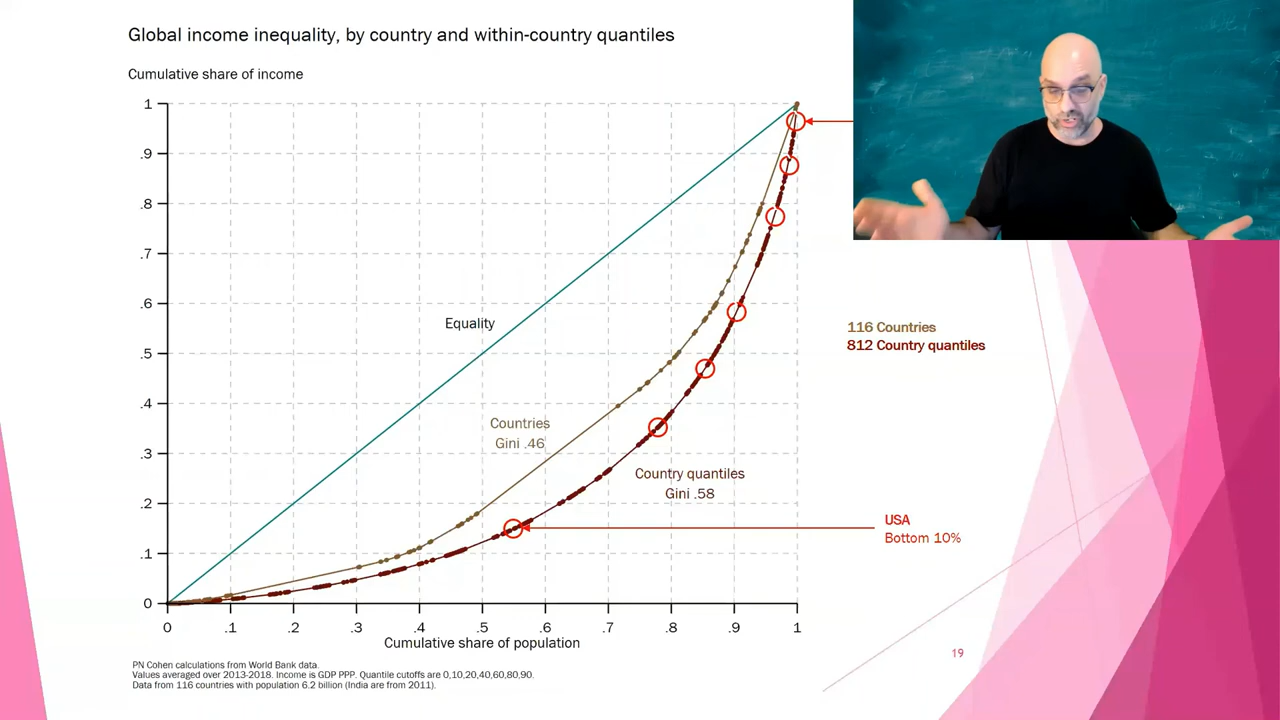 Global income inequality, by country and within-country quantiles
Cumulative share of income
1
.9
.8
.7
.6
.5
.4
.3
.2
.1
0
Equality
Countries
Gini .46
Country quantiles
Gini .58
116 Countries
812 Country quantiles
USA
Bottom 10%
0 .1 .2 .3 .4 .5 .6 .7 .8 .9 1
Cumulative share of population
19
PN Cohen calculations from World Bank data.
Values averaged over 2013-2018. Income is GDP PPP. Quantile cutoffs are 0,10,20,40,60,80,90.
Data from 116 countries with population 6.2 billion (India are from 2011).